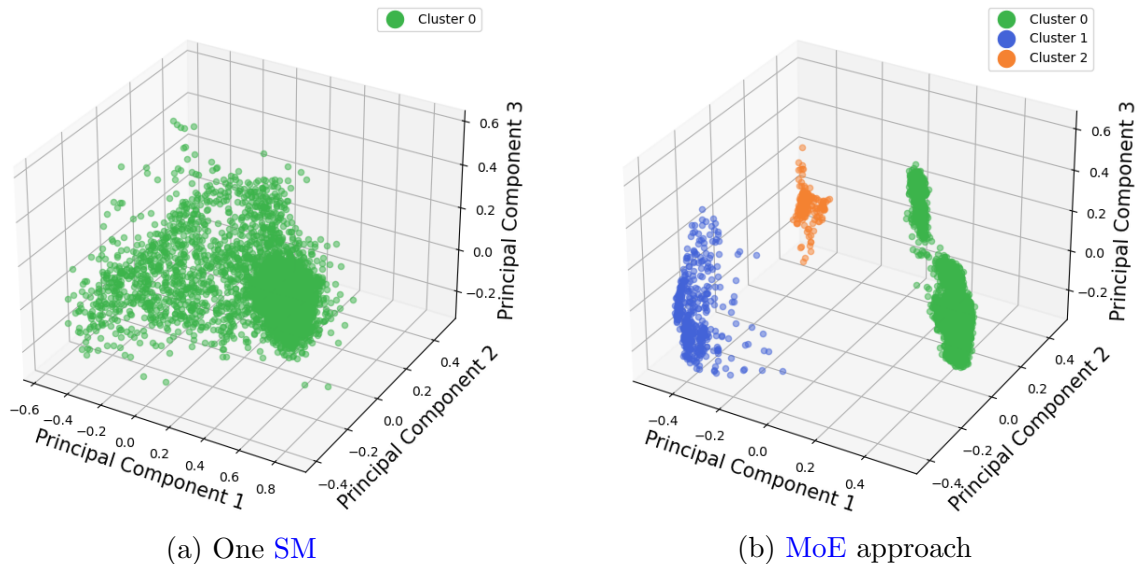 Cluster 0
0.6
0.4
0.2
0.0
−0.2
Principal Component 3
0.4
0.2
0.0
−0.2
−0.4
Principal Component 2
−0.6
−0.4
−0.2
0.0
0.2
0.4
0.6
0.8
Principal Component 1
(a) One SM
Cluster 0
Cluster 1
Cluster 2
0.6
0.4
0.2
0.0
−0.2
Principal Component 3
0.4
0.2
0.0
−0.2
−0.4
Principal Component 2
−0.4
−0.2
0.0
0.2
0.4
Principal Component 1
(b) MoE approach